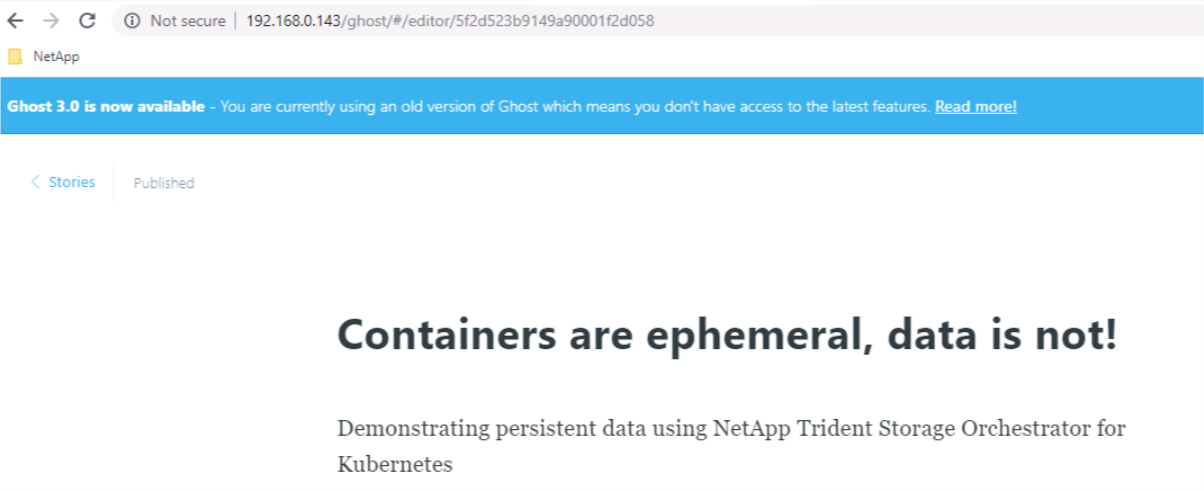 Not secure | 192.168.0.143/ghost/#/editor/5f2d523b9149a90001f2d058
NetApp
Ghost 3.0 is now available - You are currently using an old version of Ghost which means you don't have access to the latest features. Read more!
Stories Published
Containers are ephemeral, data is not!
Demonstrating persistent data using NetApp Trident Storage Orchestrator for
Kubernetes